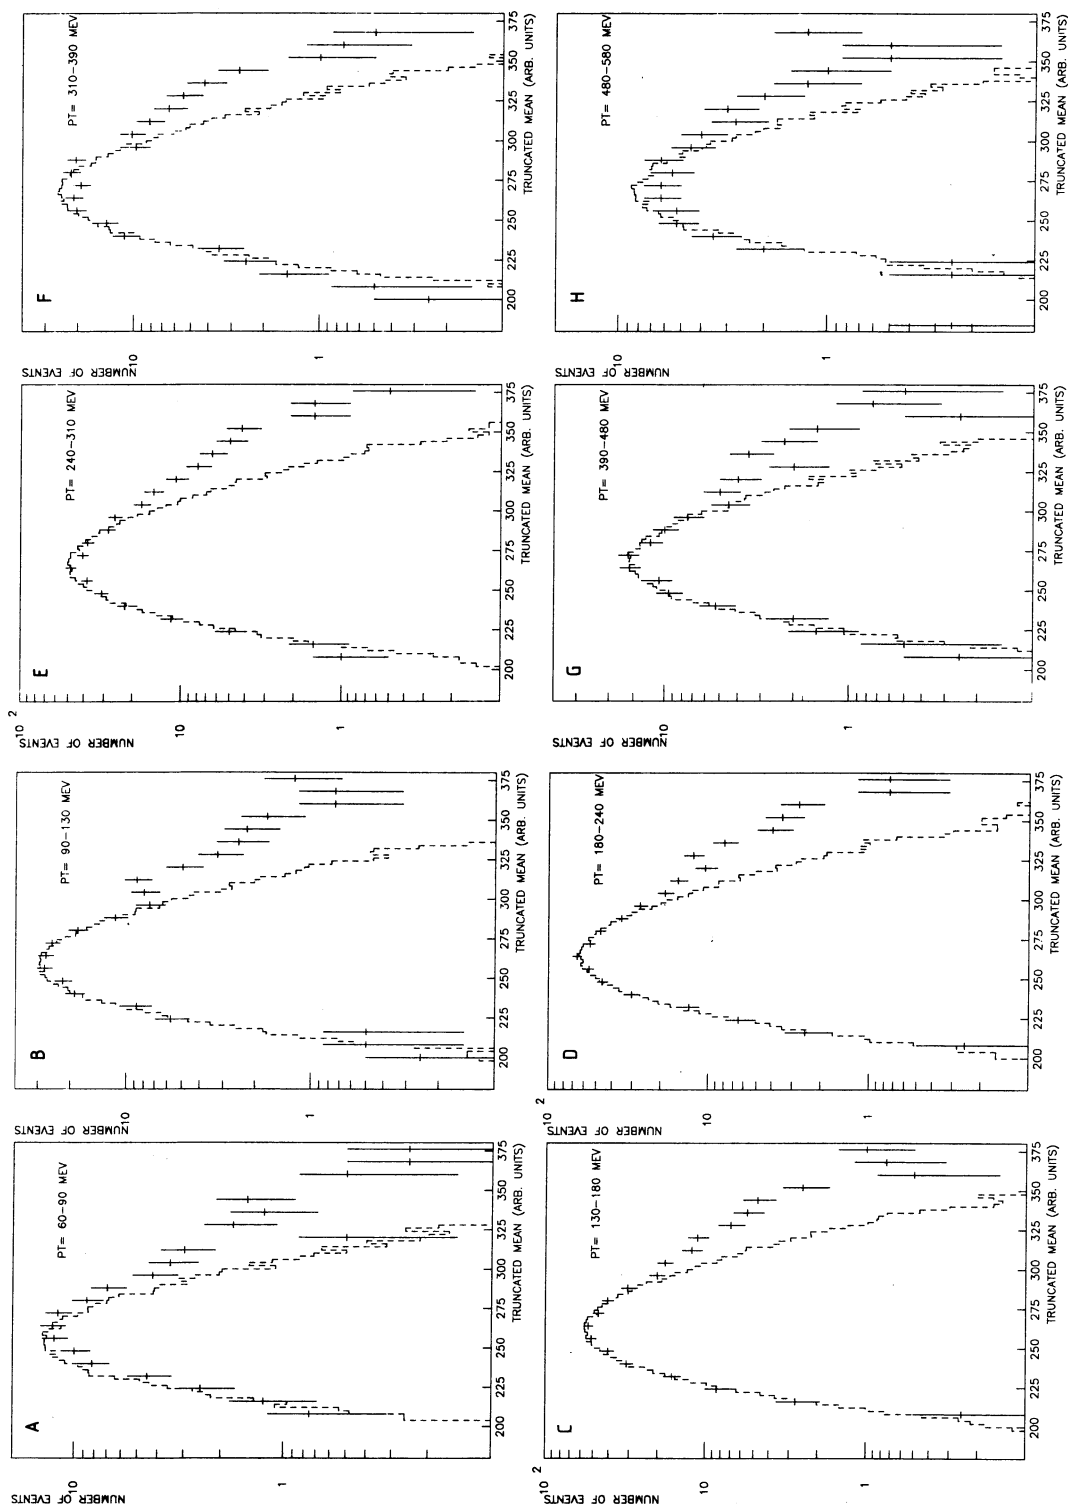 A
PT= 60-90 MEV
NUMBER OF EVENTS
10
1
200 225 250 275 300 325 350 375
TRUNCATED MEAN (ARB. UNITS)
B
PT= 90-130 MEV
NUMBER OF EVENTS
10
1
200 225 250 275 300 325 350 375
TRUNCATED MEAN (ARB. UNITS)
E
PT= 240-310 MEV
NUMBER OF EVENTS
10 2
10
1
200 225 250 275 300 325 350 375
TRUNCATED MEAN (ARB. UNITS)
F
PT= 310-390 MEV
NUMBER OF EVENTS
10
1
200 225 250 275 300 325 350 375
TRUNCATED MEAN (ARB. UNITS)
C
PT= 130-180 MEV
NUMBER OF EVENTS
10 2
10
1
200 225 250 275 300 325 350 375
TRUNCATED MEAN (ARB. UNITS)
D
PT= 180-240 MEV
NUMBER OF EVENTS
10 2
10
1
200 225 250 275 300 325 350 375
TRUNCATED MEAN (ARB. UNITS)
G
PT= 390-480 MEV
NUMBER OF EVENTS
10
1
200 225 250 275 300 325 350 375
TRUNCATED MEAN (ARB. UNITS)
H
PT= 480-580 MEV
NUMBER OF EVENTS
10
1
200 225 250 275 300 325 350 375
TRUNCATED MEAN (ARB. UNITS)